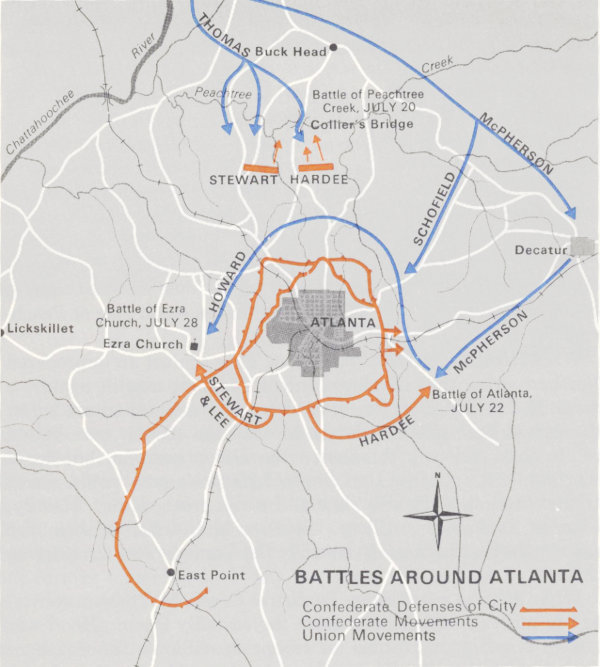 THOMAS
Buck Head
River
Creek
Chattahoochee
Peachtree
Battle of Peachtree
Creek, JULY 20
Collier's Bridge
McPHERSON
STEWART HARDEE
SCHOFIELD
Decatur
HOWARD
Battle of Ezra
Church, JULY 28
Lickskillet
Ezra Church
ATLANTA
McPHERSON
STEWART
& LEE
Battle of Atlanta,
JULY 22
HARDEE
N
East Point
BATTLES AROUND ATLANTA
Confederate Defenses of City
Confederate Movements
Union Movements